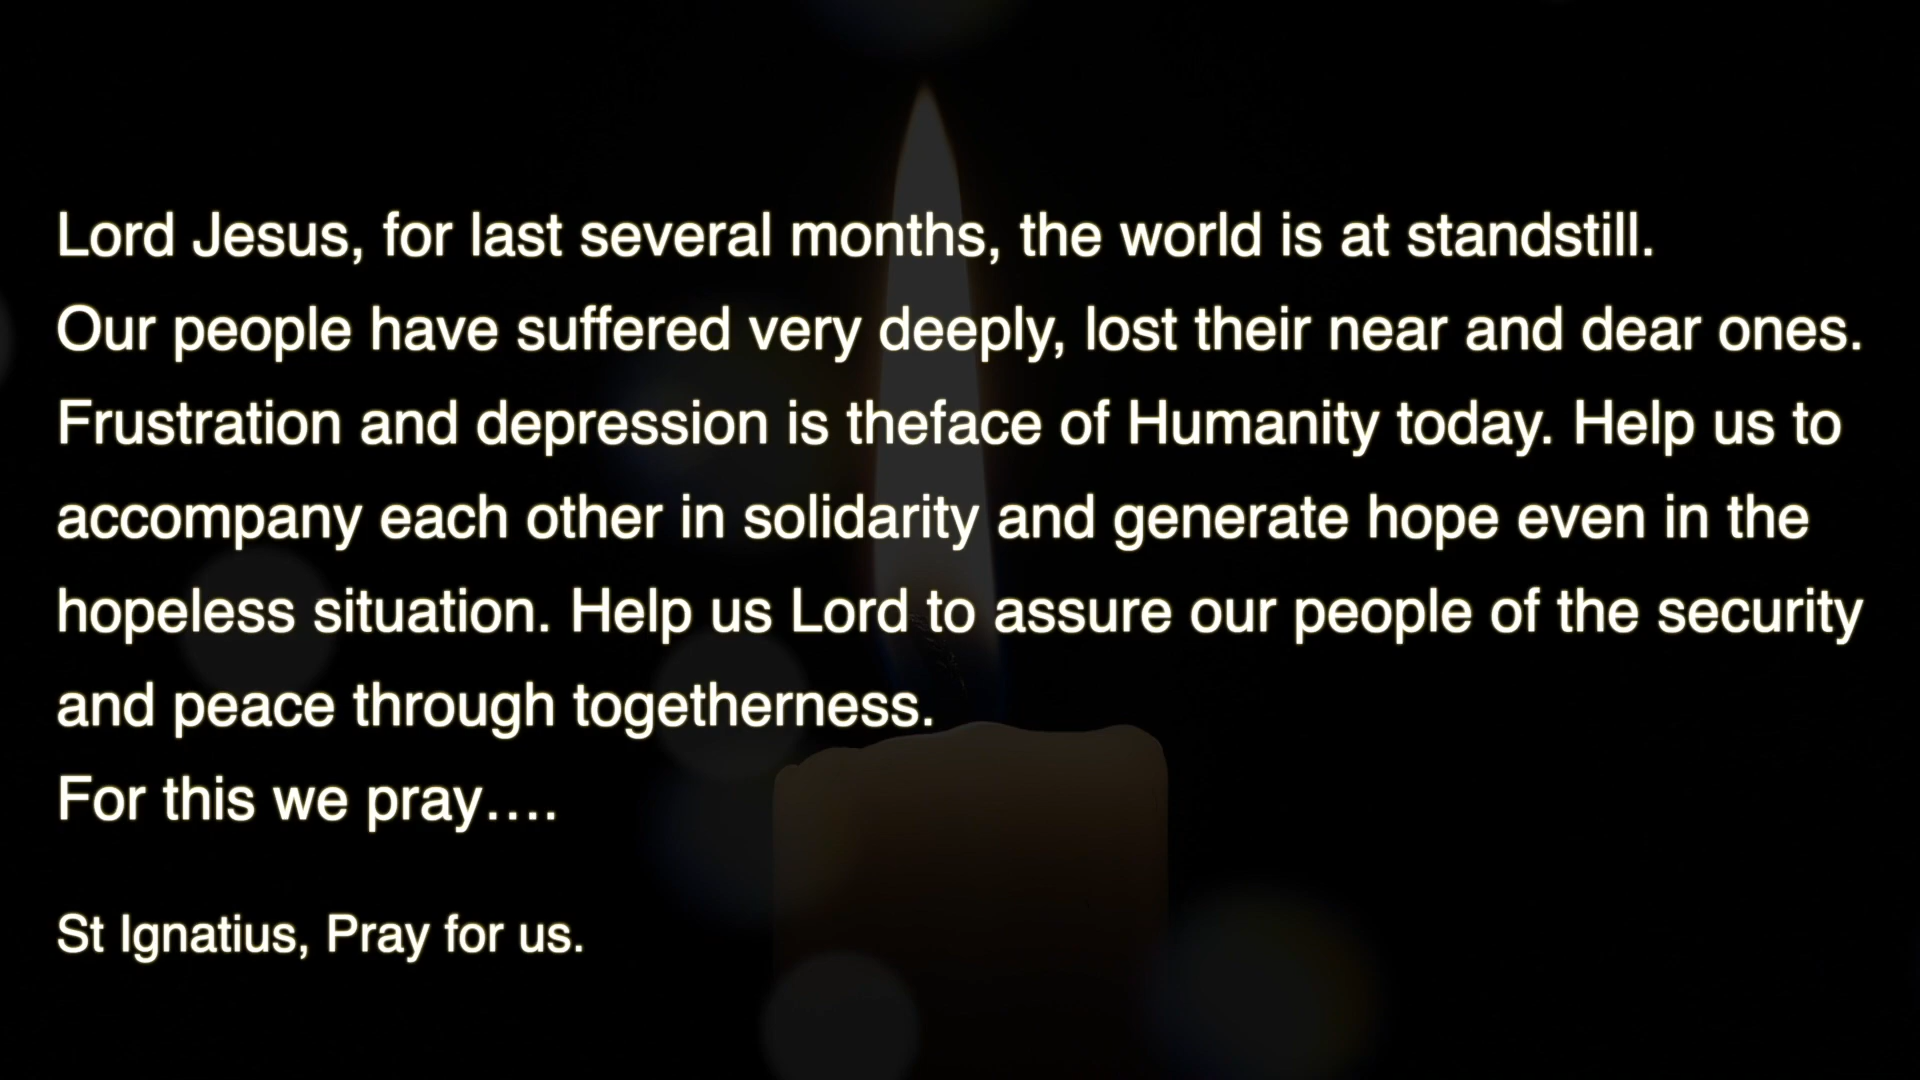 Lord Jesus, for last several months, the world is at standstill.
Our people have suffered very deeply, lost their near and dear ones.
Frustration and depression is theface of Humanity today. Help us to
accompany each other in solidarity and generate hope even in the
hopeless situation. Help us Lord to assure our people of the security
and peace through togetherness.
For this we pray….
St Ignatius, Pray for us.